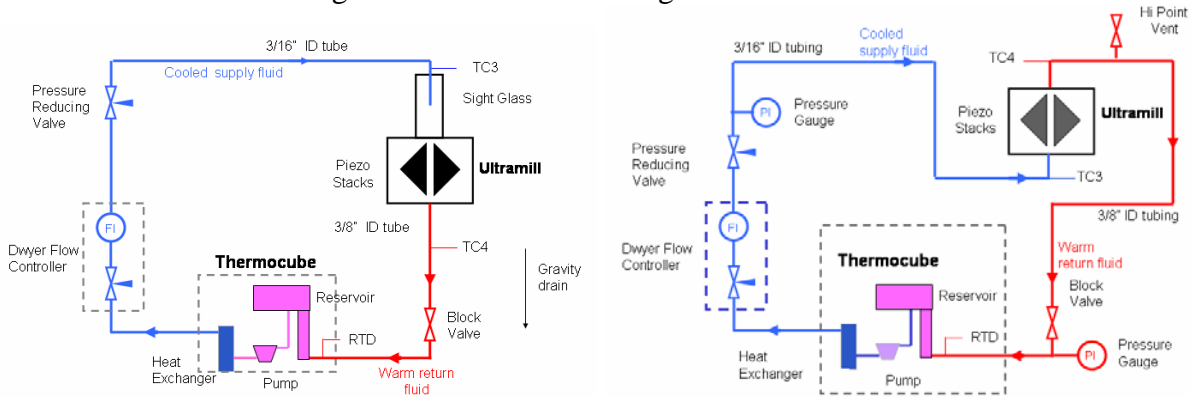 3/16" ID tube
Cooled supply fluid
TC3
Sight Glass
Pressure
Reducing
Valve
Piezo
Stacks
Ultramill
3/8" ID tube
FI
Dwyer Flow
Controller
TC4
Gravity
drain
Thermocube
Reservoir
Block
Valve
RTD
Heat
Exchanger
Pump
Warm return
fluid
Hi Point
Vent
3/16" ID tubing
Cooled
supply fluid
TC4
PI
Pressure
Gauge
Piezo
Stacks
Ultramill
Pressure
Reducing
Valve
TC3
3/8" ID tubing
FI
Dwyer Flow
Controller
Thermocube
Warm
return fluid
Block
Valve
Reservoir
RTD
PI
Pressure
Gauge
Heat
Exchanger
Pump